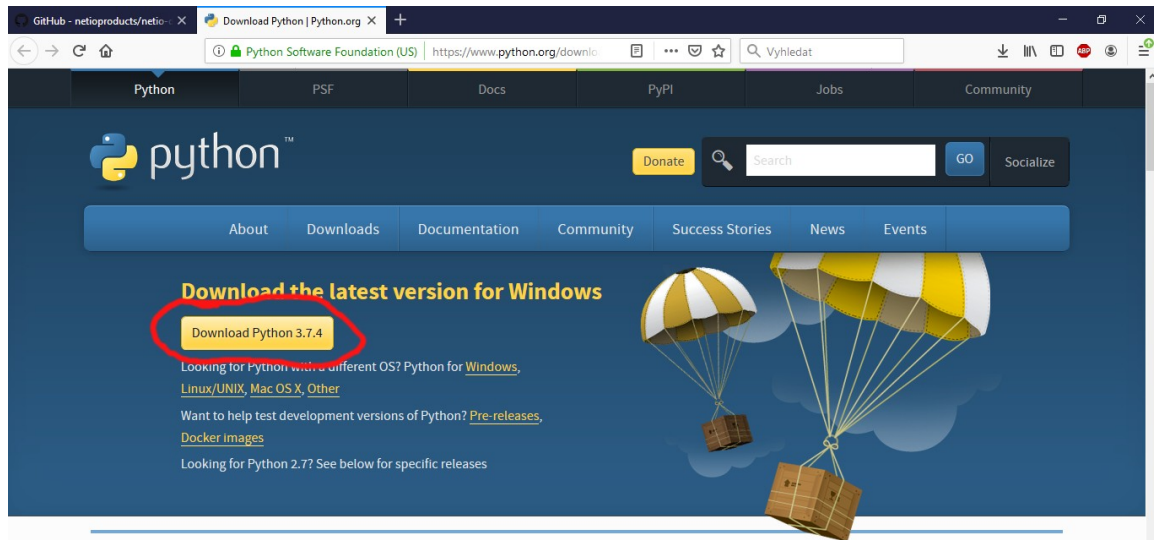 GitHub - netioproducts/netio-c
Download Python | Python.org
Python Software Foundation (US) https://www.python.org/downlo
Vyhledat
ABP
Python PSF Docs PyPI Jobs Community
python™
Donate Search GO Socialize
About Downloads Documentation Community Success Stories News Events
Download the latest version for Windows
Download Python 3.7.4
Looking for Python with a different OS? Python for Windows,
Linux/UNIX, Mac OS X, Other
Want to help test development versions of Python? Pre-releases,
Docker images
Looking for Python 2.7? See below for specific releases